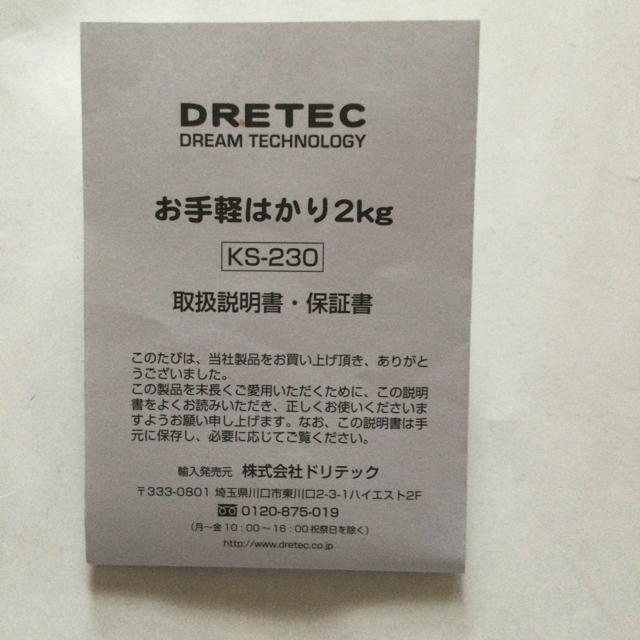 DRETEC
DREAM TECHNOLOGY
お手軽はかり2kg
KS-230
取扱説明書・保証書
このたびは、当社製品をお買い上げ頂き、ありがと
うございました。
この製品を末長くご愛用いただくために、この説明
書をよくお読みいただき、正しくお使いくださいま
すようお願い申し上げます。なお、この説明書は手
元に保存し、必要に応じてご覧ください。
輸入発売元 株式会社ドリテック
〒333-0801 埼玉県川口市東川口2-3-1ハイエスト2F
0120-875-019
（月～金10：00～16：00祝祭日を除く）
http://www.dretec.co.jp